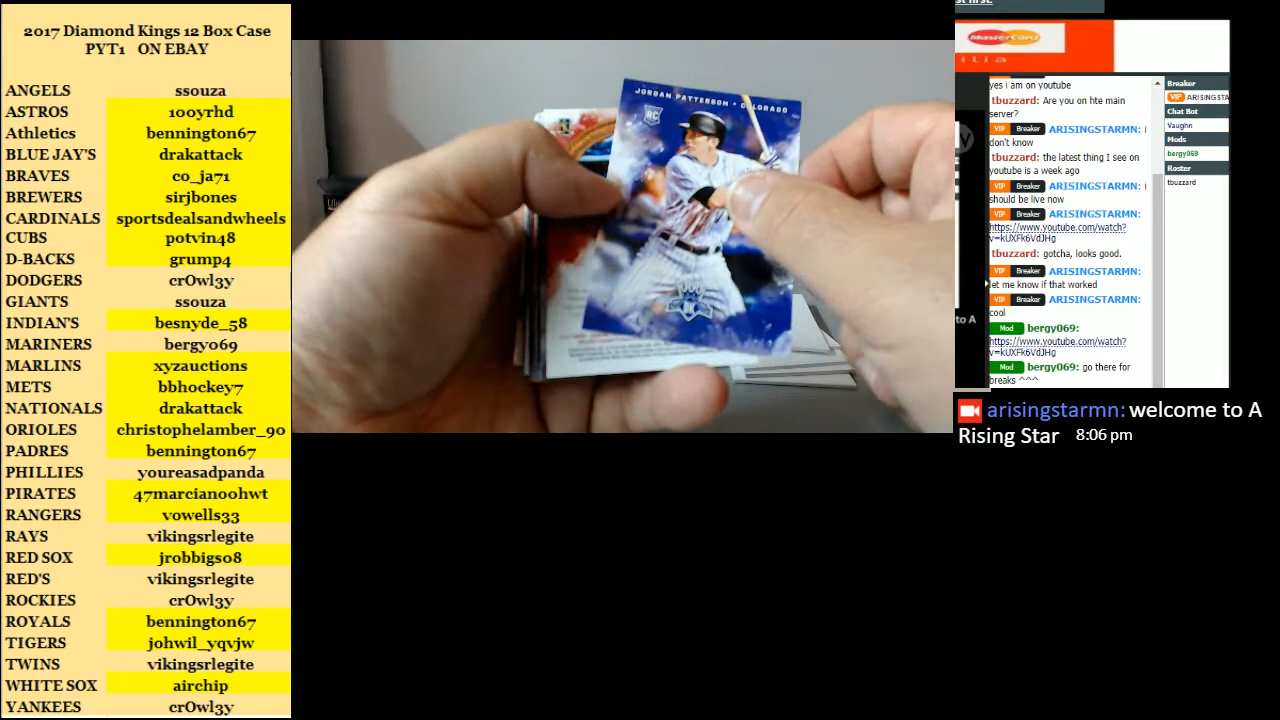 2017 Diamond Kings 12 Box Case
PYT1 ON EBAY
ANGELS ssouza
ASTROS 100yrhd
Athletics bennington67
BLUE JAY'S drakattack
BRAVES co_ja71
BREWERS sirjbones
CARDINALS sportsdealsandwheels
CUBS potvin48
D-BACKS grump4
DODGERS crOwl3y
GIANTS ssouza
INDIAN'S besnyde_58
MARINERS bergy069
MARLINS xyzauctions
METS bbhockey7
NATIONALS drakattack
ORIOLES christophelamber_90
PADRES bennington67
PHILLIES youreasadpanda
PIRATES 47marcianoohwt
RANGERS vowells33
RAYS vikingsrlegite
RED SOX jrobbigs08
RED'S vikingsrlegite
ROCKIES crOwl3y
ROYALS bennington67
TIGERS johwil_yqvjw
TWINS vikingsrlegite
WHITE SOX airchip
YANKEES crOwl3y
JORDAN PATTERSON • COLORADO
RC
DIAMOND KINGS
st first.
MasterCard
yes i am on youtube
tbuzzard: Are you on hte main
server?
VIP Breaker ARISINGSTARMN: i
don't know
tbuzzard: the latest thing I see on
youtube is a week ago
VIP Breaker ARISINGSTARMN: i
should be live now
VIP Breaker ARISINGSTARMN:
https://www.youtube.com/watch?
v=kUXFk6VdJHg
tbuzzard: gotcha, looks good.
VIP Breaker ARISINGSTARMN:
let me know if that worked
VIP Breaker ARISINGSTARMN:
cool
Mod bergy069:
https://www.youtube.com/watch?
v=kUXFk6VdJHg
Mod bergy069: go there for
breaks ^^^
Breaker
VIP ARISINGSTA
Chat Bot
Vaughn
Mods
bergy069
Roster
tbuzzard
to A
arisingstarmn: welcome to A
Rising Star 8:06 pm